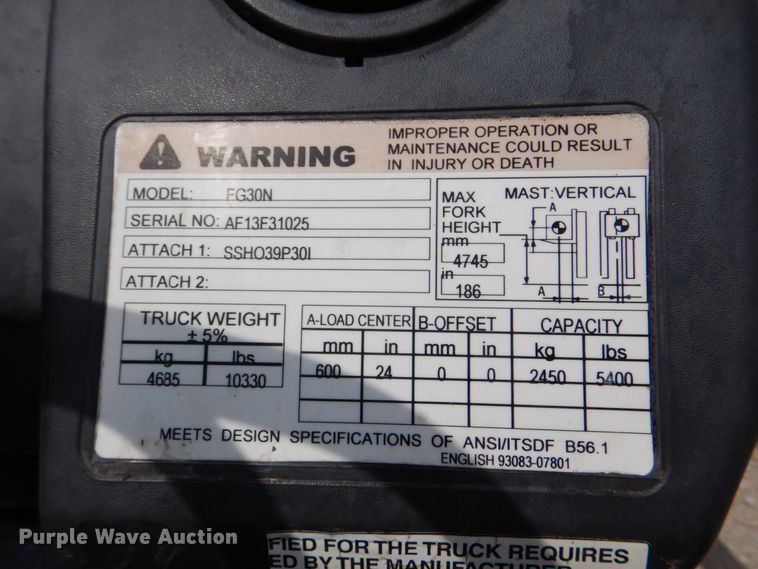 WARNING
IMPROPER OPERATION OR
MAINTENANCE COULD RESULT
IN INJURY OR DEATH
MODEL: FG30N
SERIAL NO: AF13F31025
ATTACH 1: SSHO39P30I
ATTACH 2:
MAX
FORK
HEIGHT
mm
4745
in
186
MAST:VERTICAL
A
A B
TRUCK WEIGHT
± 5%
kg lbs
4685 10330
A-LOAD CENTER B-OFFSET CAPACITY
mm in mm in kg lbs
600 24 0 0 2450 5400
MEETS DESIGN SPECIFICATIONS OF ANSI/ITSDF B56.1
ENGLISH 93083-07801
Purple Wave Auction
FIED FOR THE TRUCK REQUIRES
ED BY THE MANUFACTURER